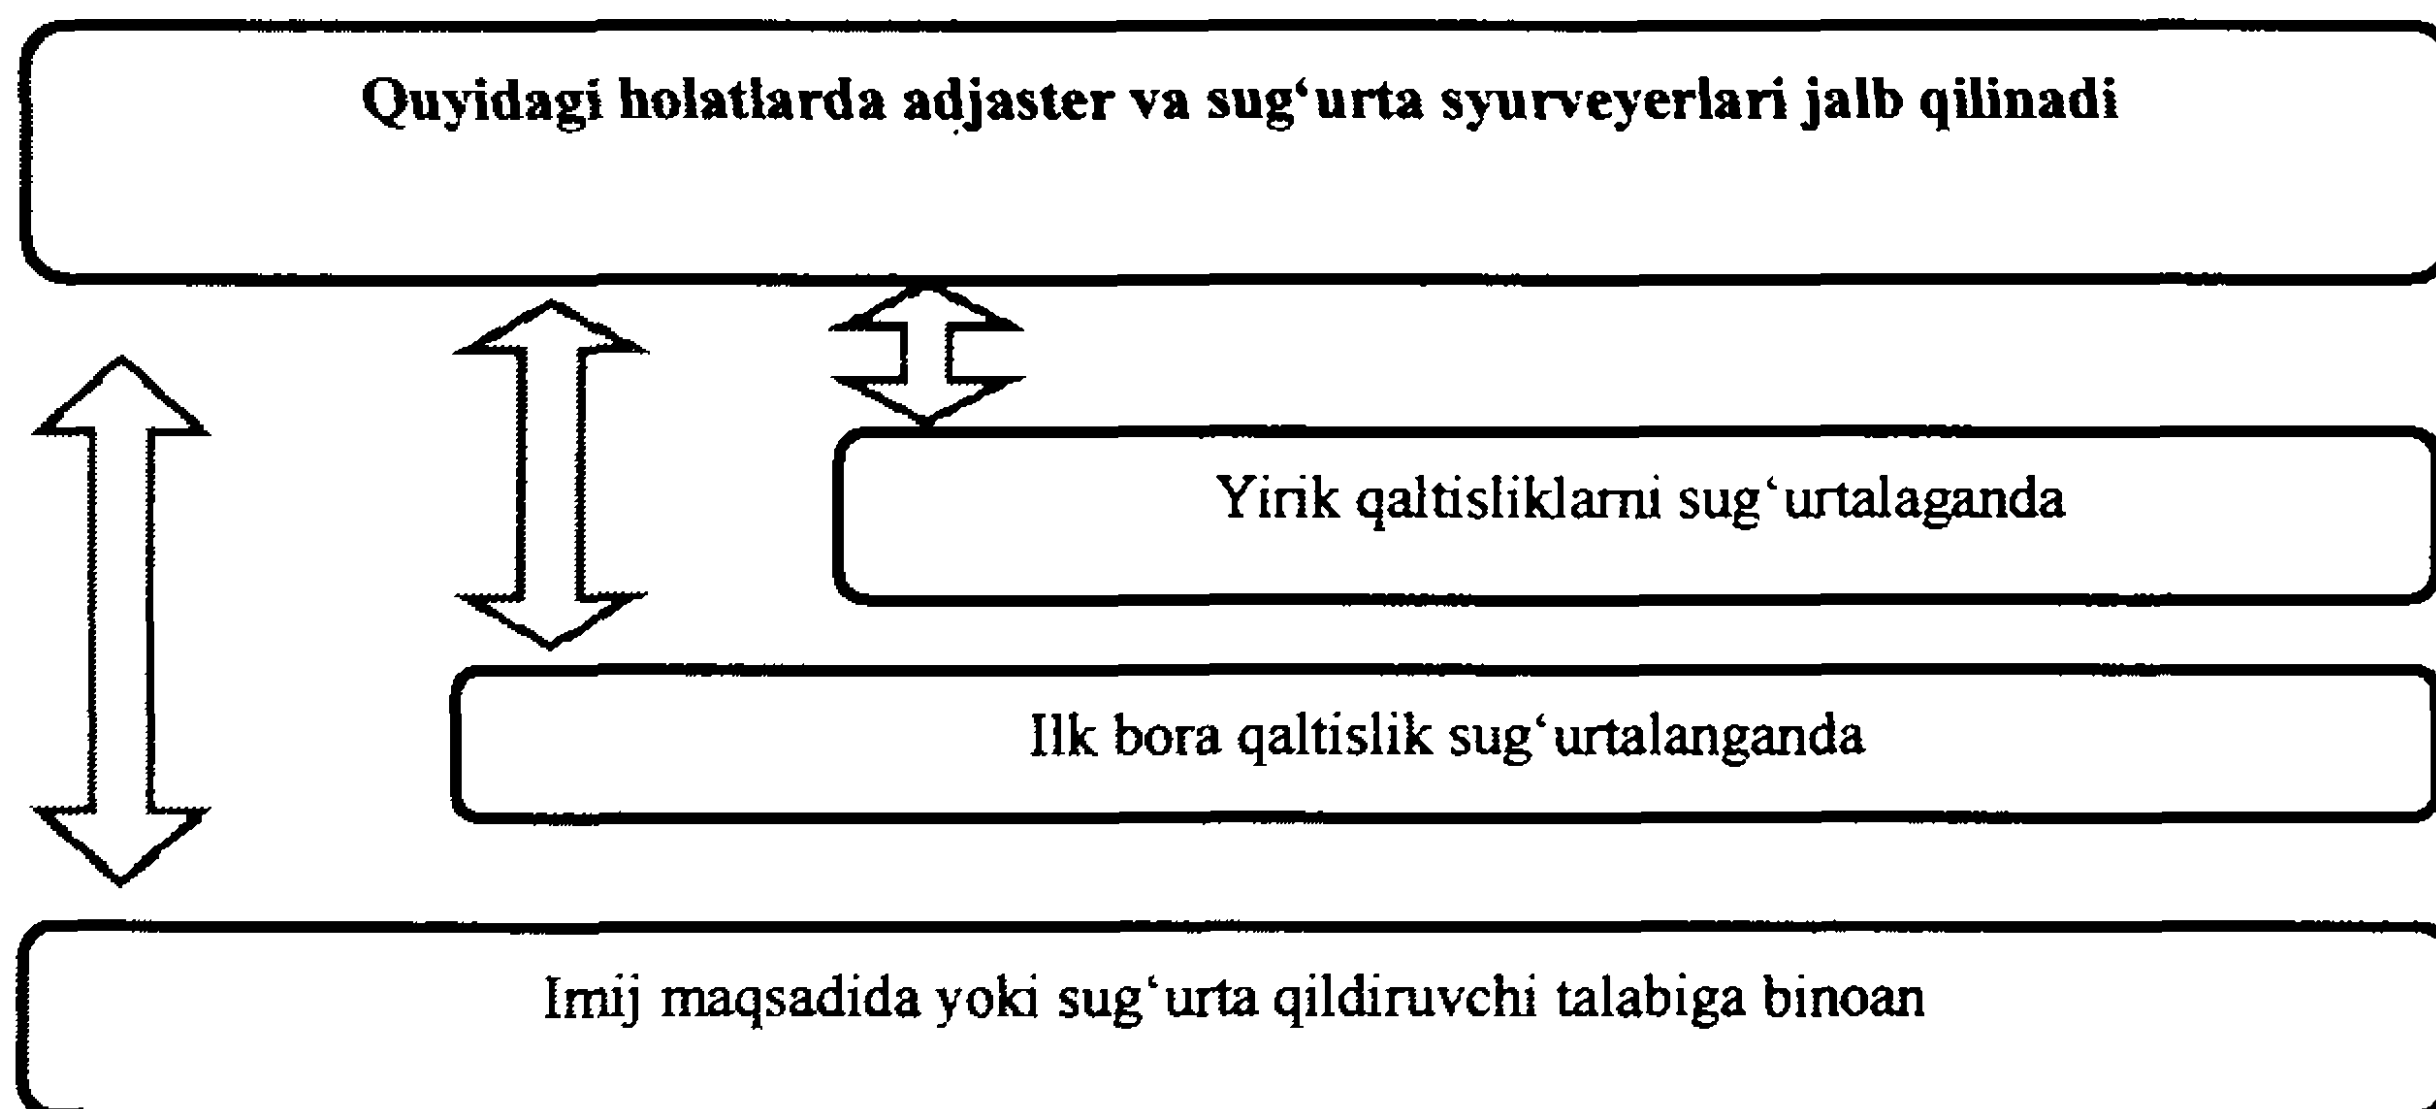 Quyidagi holatlarda adjaster va sug‘urta syurveyerlari jalb qilinadi
Yirik qaltisliklarni sug‘urtalaganda
Ilk bora qaltislik sug‘urtalanganda
Imij maqsadida yoki sug‘urta qildiruvchi talabiga binoan